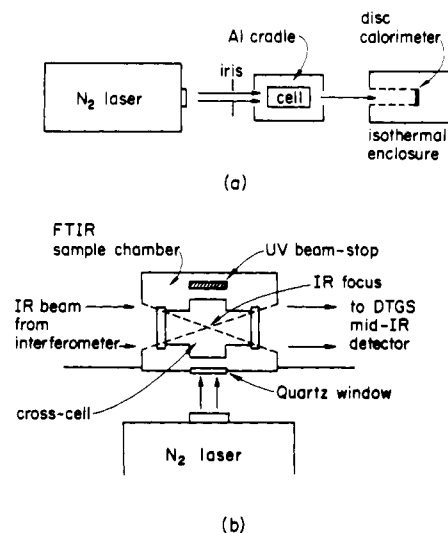 disc
calorimeter
Al cradle
iris
N2 laser
cell
isothermal
enclosure
(a)
FTIR
sample chamber
UV beam-stop
IR focus
IR beam
from
interferometer
to DTGS
mid-IR
detector
Quartz window
cross-cell
N2 laser
(b)